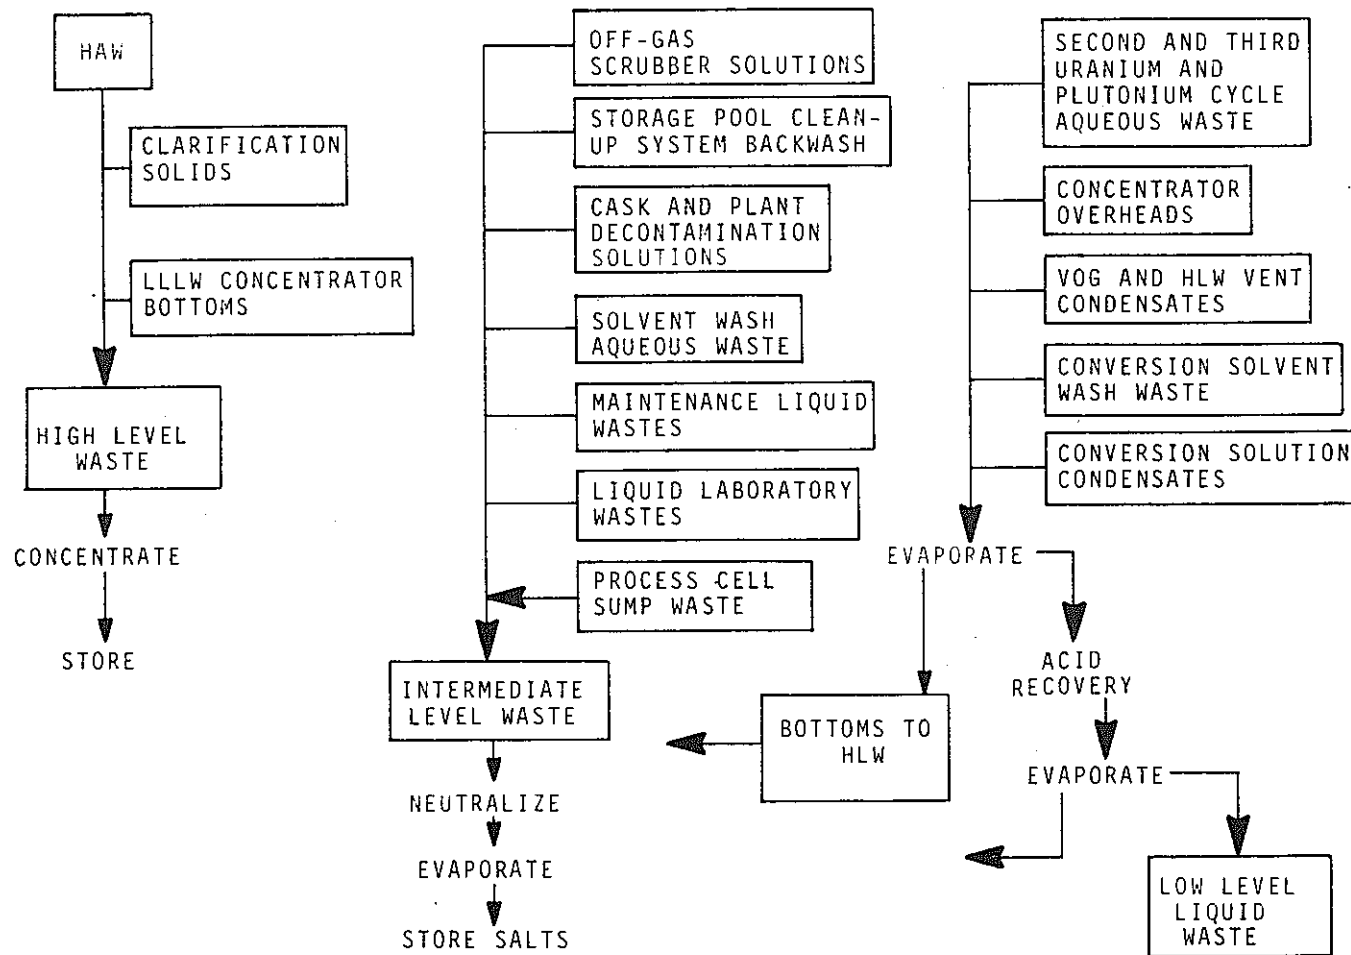 HAW
CLARIFICATION
SOLIDS
LLLW CONCENTRATOR
BOTTOMS
HIGH LEVEL
WASTE
CONCENTRATE
STORE
OFF-GAS
SCRUBBER SOLUTIONS
STORAGE POOL CLEAN-
UP SYSTEM BACKWASH
CASK AND PLANT
DECONTAMINATION
SOLUTIONS
SOLVENT WASH
AQUEOUS WASTE
MAINTENANCE LIQUID
WASTES
LIQUID LABORATORY
WASTES
PROCESS CELL
SUMP WASTE
INTERMEDIATE
LEVEL WASTE
NEUTRALIZE
EVAPORATE
STORE SALTS
SECOND AND THIRD
URANIUM AND
PLUTONIUM CYCLE
AQUEOUS WASTE
CONCENTRATOR
OVERHEADS
VOG AND HLW VENT
CONDENSATES
CONVERSION SOLVENT
WASH WASTE
CONVERSION SOLUTION
CONDENSATES
EVAPORATE
BOTTOMS TO
HLW
ACID
RECOVERY
EVAPORATE
LOW LEVEL
LIQUID
WASTE